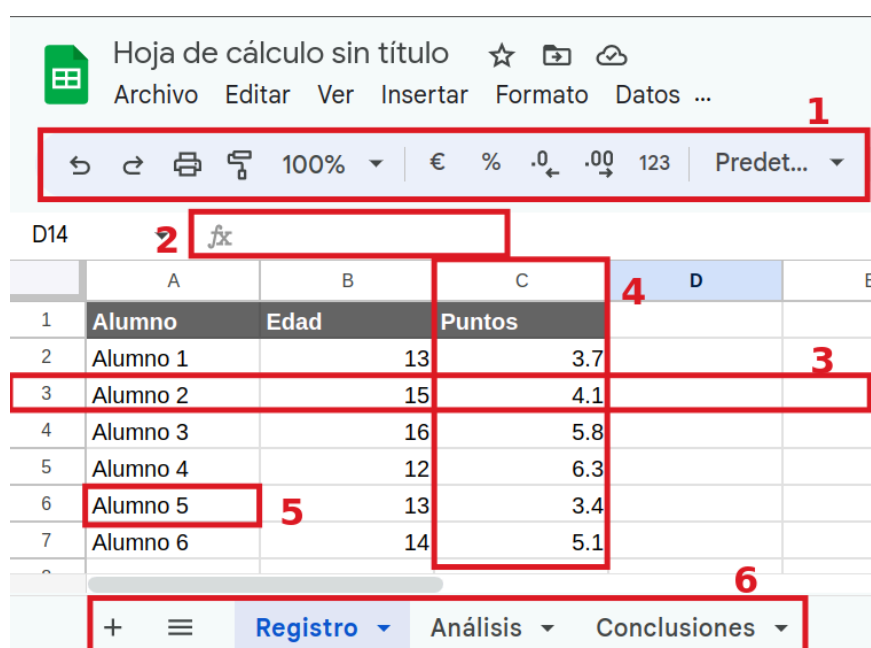 Hoja de cálculo sin título
Archivo Editar Ver Insertar Formato Datos ...
1
100% € % .0 .00 123 Predet...
D14 2 fx
A B C D E
4
1 Alumno Edad Puntos
2 Alumno 1 13 3.7
3
3 Alumno 2 15 4.1
4 Alumno 3 16 5.8
5 Alumno 4 12 6.3
6 Alumno 5 5 13 3.4
7 Alumno 6 14 5.1
6
+ Registro Análisis Conclusiones